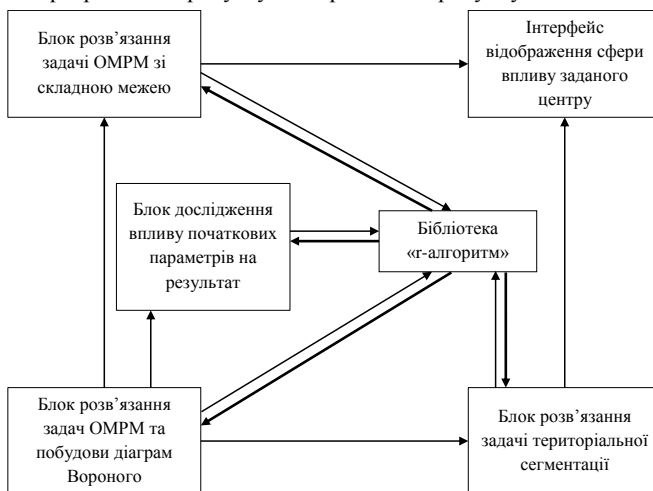 Блок розв’язання
задачі ОМРМ зі
складною межею
Інтерфейс
відображення сфери
впливу заданого
центру
Блок дослідження
впливу початкових
параметрів на
результат
Бібліотека
«r-алгоритм»
Блок розв’язання
задач ОМРМ та
побудови діаграм
Вороного
Блок розв’язання
задачі територіальної
сегментації